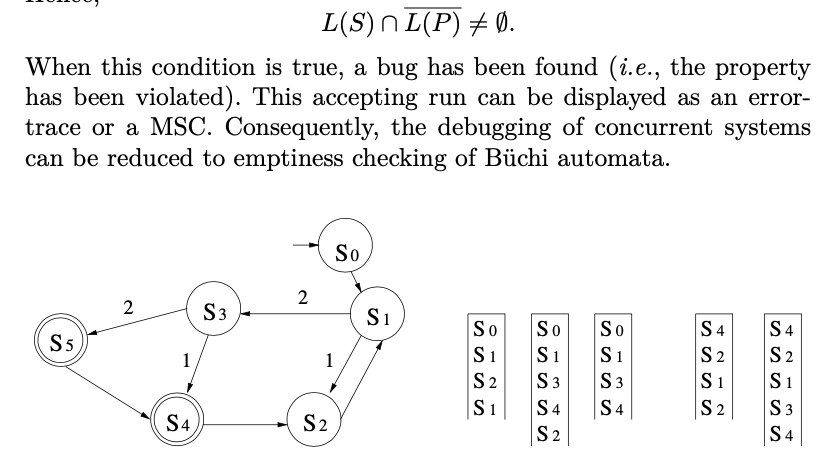 L(S) ∩ \overline{L(P)} ≠ ∅.
When this condition is true, a bug has been found (i.e., the property
has been violated). This accepting run can be displayed as an error-
trace or a MSC. Consequently, the debugging of concurrent systems
can be reduced to emptiness checking of Büchi automata.
S0
2 S3 2 S1
S5
1 1
S4 S2
S0 S0 S0 S4 S4
S1 S1 S1 S2 S2
S2 S3 S3 S1 S1
S1 S4 S4 S2 S3
S2 S4